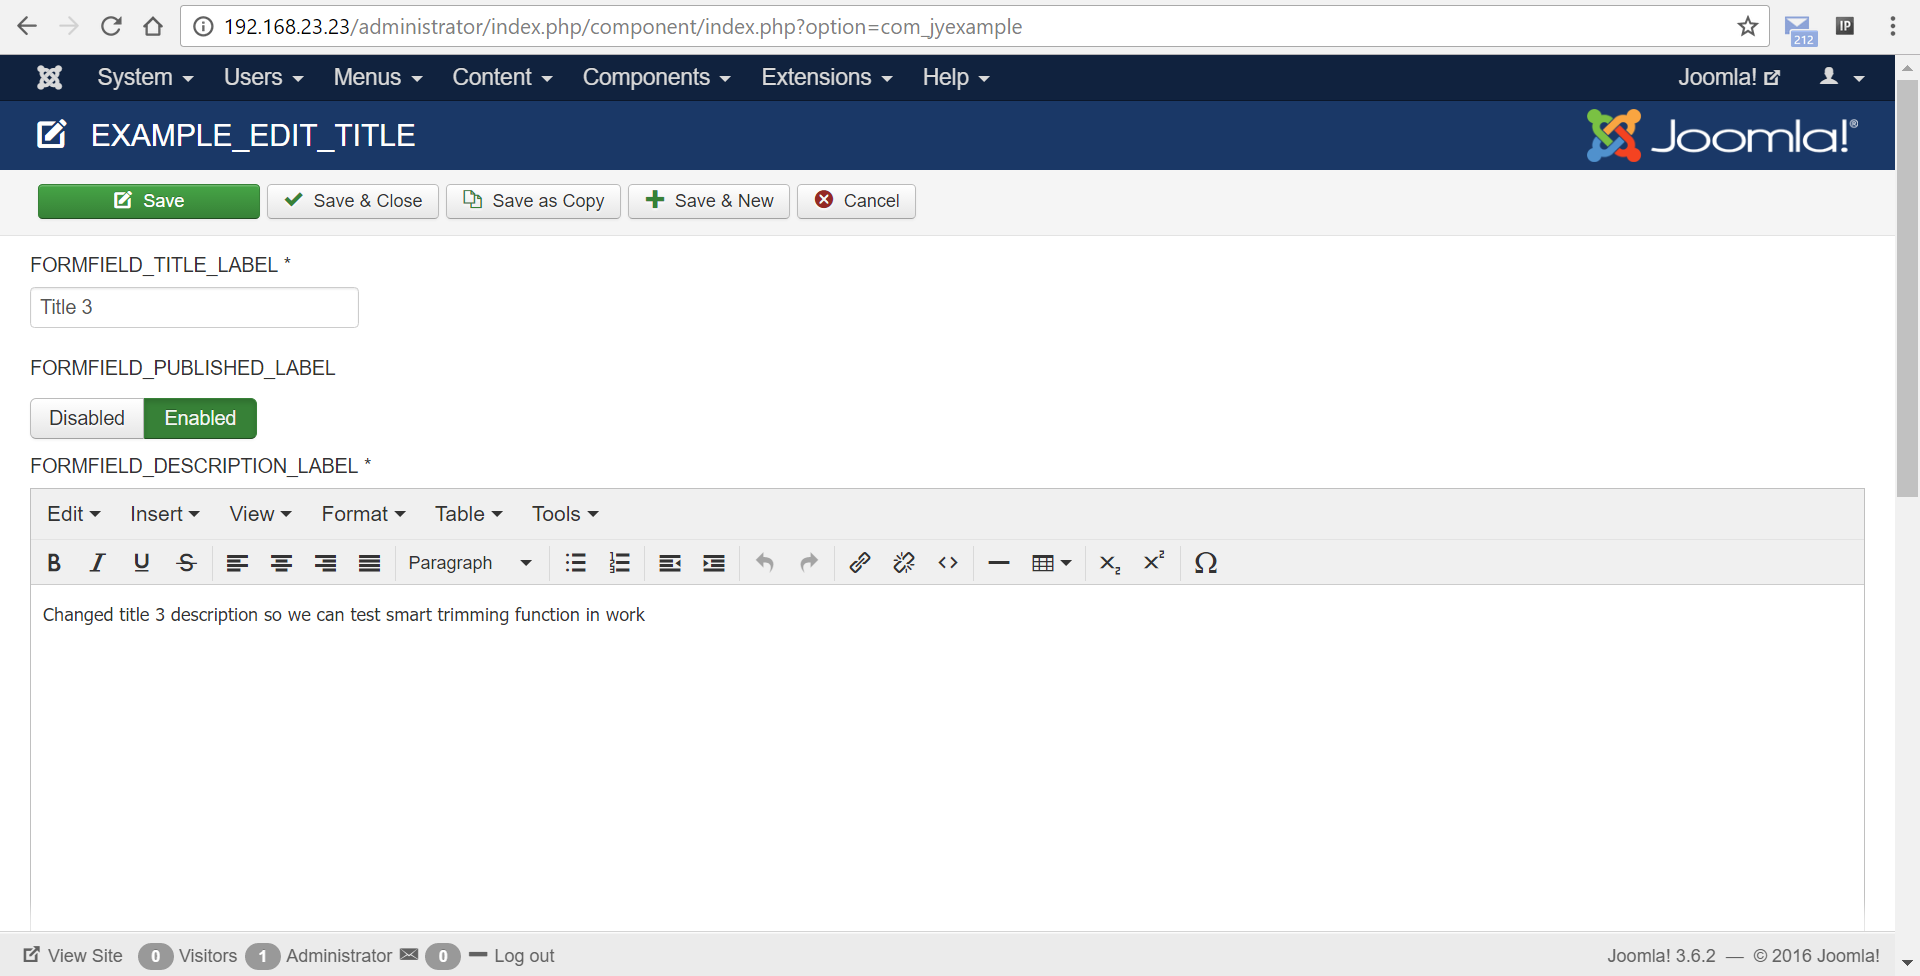 192.168.23.23/administrator/index.php/component/index.php?option=com_jyexample
212
IP
System Users Menus Content Components Extensions Help Joomla!
EXAMPLE_EDIT_TITLE
Joomla!®
Save Save & Close Save as Copy Save & New Cancel
FORMFIELD_TITLE_LABEL *
Title 3
FORMFIELD_PUBLISHED_LABEL
Disabled Enabled
FORMFIELD_DESCRIPTION_LABEL *
Edit Insert View Format Table Tools
B I U S Paragraph Ω
Changed title 3 description so we can test smart trimming function in work
View Site 0 Visitors 1 Administrator 0 Log out Joomla! 3.6.2 — © 2016 Joomla!